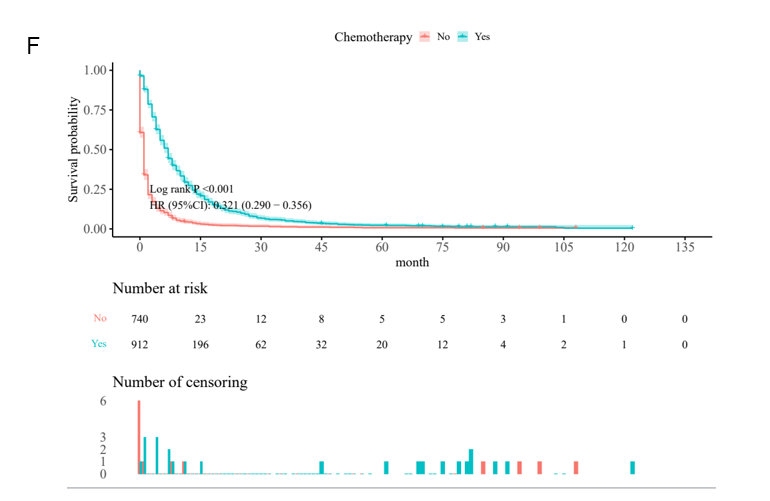 F
Chemotherapy No Yes
1.00
0.75
0.50
0.25
0.00
Survival probability
Log rank P <0.001
HR (95%CI): 0.321 (0.290 − 0.356)
0 15 30 45 60 75 90 105 120 135
month
Number at risk
No 740 23 12 8 5 5 3 1 0 0
Yes 912 196 62 32 20 12 4 2 1 0
Number of censoring
6
3
2
1
0